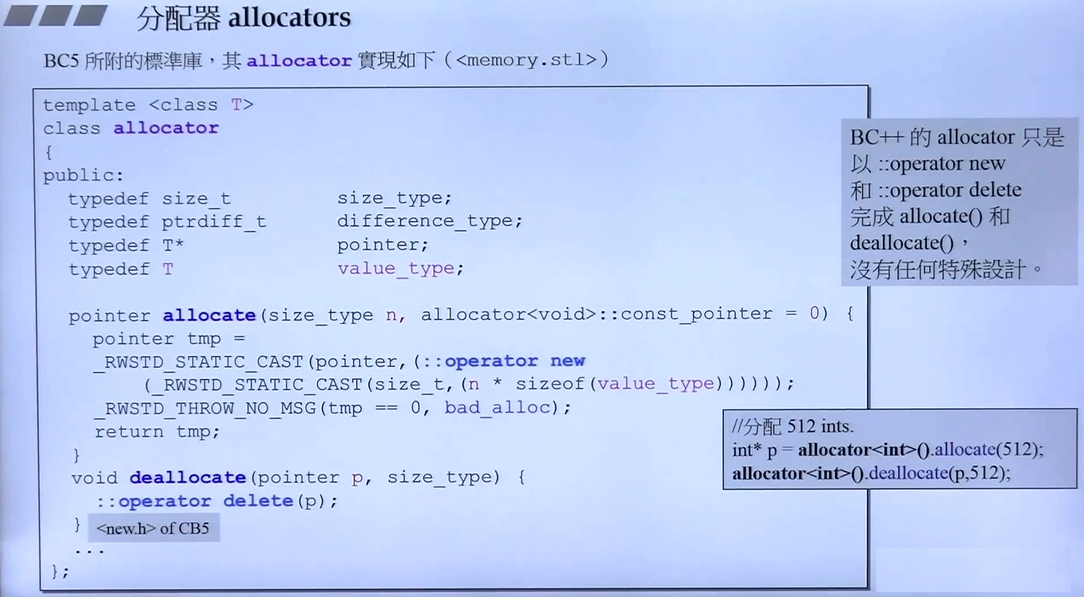 分配器 allocators
BC5 所附的標準庫，其 allocator 實現如下（<memory.stl>）
template <class T>
class allocator
{
public:
typedef size_t size_type;
typedef ptrdiff_t difference_type;
typedef T* pointer;
typedef T value_type;
pointer allocate(size_type n, allocator<void>::const_pointer = 0) {
pointer tmp =
_RWSTD_STATIC_CAST(pointer,(::operator new
(_RWSTD_STATIC_CAST(size_t,(n * sizeof(value_type))))));
_RWSTD_THROW_NO_MSG(tmp == 0, bad_alloc);
return tmp;
}
void deallocate(pointer p, size_type) {
::operator delete(p);
}
<new.h> of CB5
...
};
BC++ 的 allocator 只是
以 ::operator new
和 ::operator delete
完成 allocate() 和
deallocate()，
沒有任何特殊設計。
//分配 512 ints.
int* p = allocator<int>().allocate(512);
allocator<int>().deallocate(p,512);